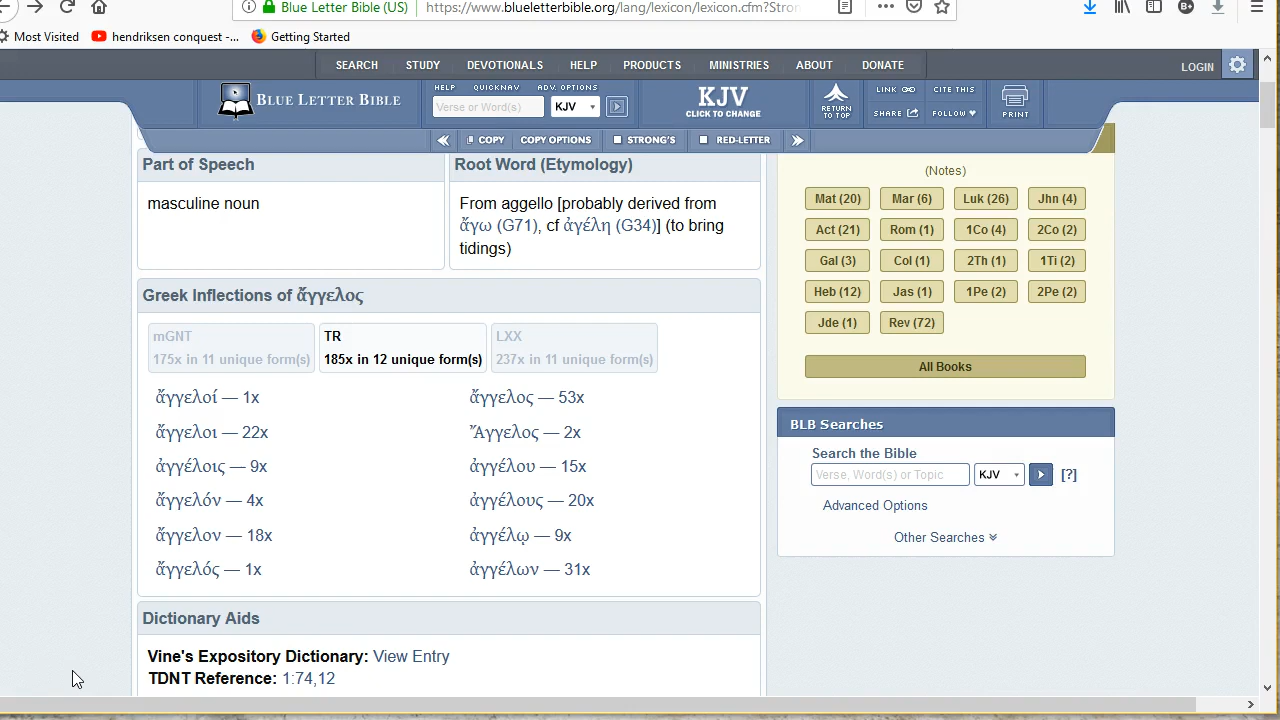 Blue Letter Bible (US) https://www.blueletterbible.org/lang/lexicon/lexicon.cfm?Stron
Most Visited hendriksen conquest -... Getting Started
SEARCH STUDY DEVOTIONALS HELP PRODUCTS MINISTRIES ABOUT DONATE LOGIN
BLUE LETTER BIBLE
HELP QUICKNAV ADV. OPTIONS
Verse or Word(s) KJV
KJV
CLICK TO CHANGE
RETURN
TO TOP
LINK CITE THIS
SHARE FOLLOW
PRINT
COPY COPY OPTIONS STRONG'S RED-LETTER
Part of Speech
masculine noun
Root Word (Etymology)
From aggello [probably derived from
ἄγω (G71), cf ἀγέλη (G34)] (to bring
tidings)
Greek Inflections of ἄγγελος
mGNT
175x in 11 unique form(s)
TR
185x in 12 unique form(s)
LXX
237x in 11 unique form(s)
ἄγγελοί — 1x
ἄγγελοι — 22x
ἀγγέλοις — 9x
ἄγγελόν — 4x
ἄγγελον — 18x
ἄγγελός — 1x
ἄγγελος — 53x
Ἄγγελος — 2x
ἀγγέλου — 15x
ἀγγέλους — 20x
ἀγγέλῳ — 9x
ἀγγέλων — 31x
Dictionary Aids
Vine's Expository Dictionary: View Entry
TDNT Reference: 1:74,12
(Notes)
Mat (20) Mar (6) Luk (26) Jhn (4)
Act (21) Rom (1) 1Co (4) 2Co (2)
Gal (3) Col (1) 2Th (1) 1Ti (2)
Heb (12) Jas (1) 1Pe (2) 2Pe (2)
Jde (1) Rev (72)
All Books
BLB Searches
Search the Bible
Verse, Word(s) or Topic KJV [?]
Advanced Options
Other Searches